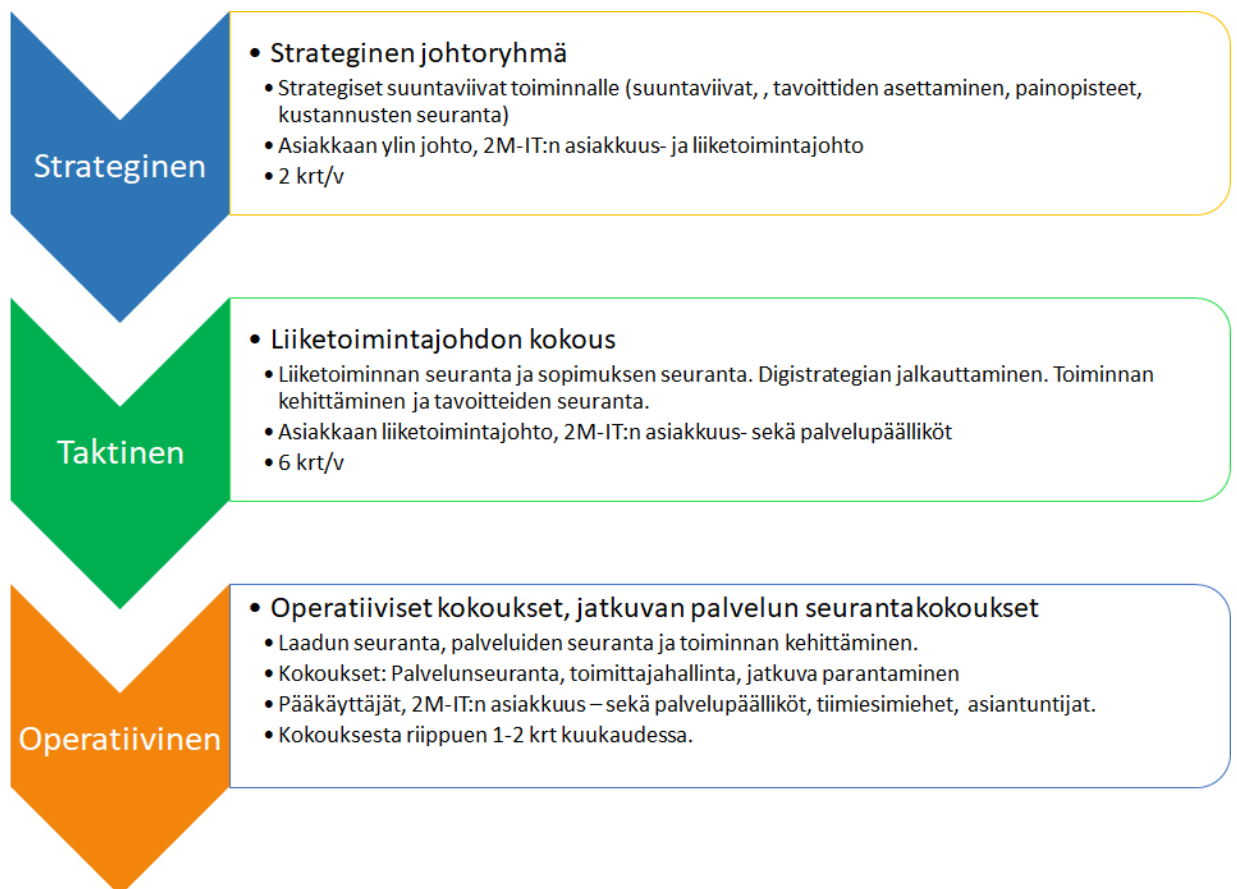 Strateginen
• Strateginen johtoryhmä
• Strategiset suuntaviivat toiminnalle (suuntaviivat, , tavoittiden asettaminen, painopisteet,
kustannusten seuranta)
• Asiakkaan ylin johto, 2M-IT:n asiakkuus- ja liiketoimintajohto
• 2 krt/v
Taktinen
• Liiketoimintajohdon kokous
• Liiketoiminnan seuranta ja sopimuksen seuranta. Digistrategian jalkauttaminen. Toiminnan
kehittäminen ja tavoitteiden seuranta.
• Asiakkaan liiketoimintajohto, 2M-IT:n asiakkuus- sekä palvelupäälliköt
• 6 krt/v
Operatiivinen
• Operatiiviset kokoukset, jatkuvan palvelun seurantakokoukset
• Laadun seuranta, palveluiden seuranta ja toiminnan kehittäminen.
• Kokoukset: Palvelunseuranta, toimittajahallinta, jatkuva parantaminen
• Pääkäyttäjät, 2M-IT:n asiakkuus – sekä palvelupäälliköt, tiimiesimiehet, asiantuntijat.
• Kokouksesta riippuen 1-2 krt kuukaudessa.